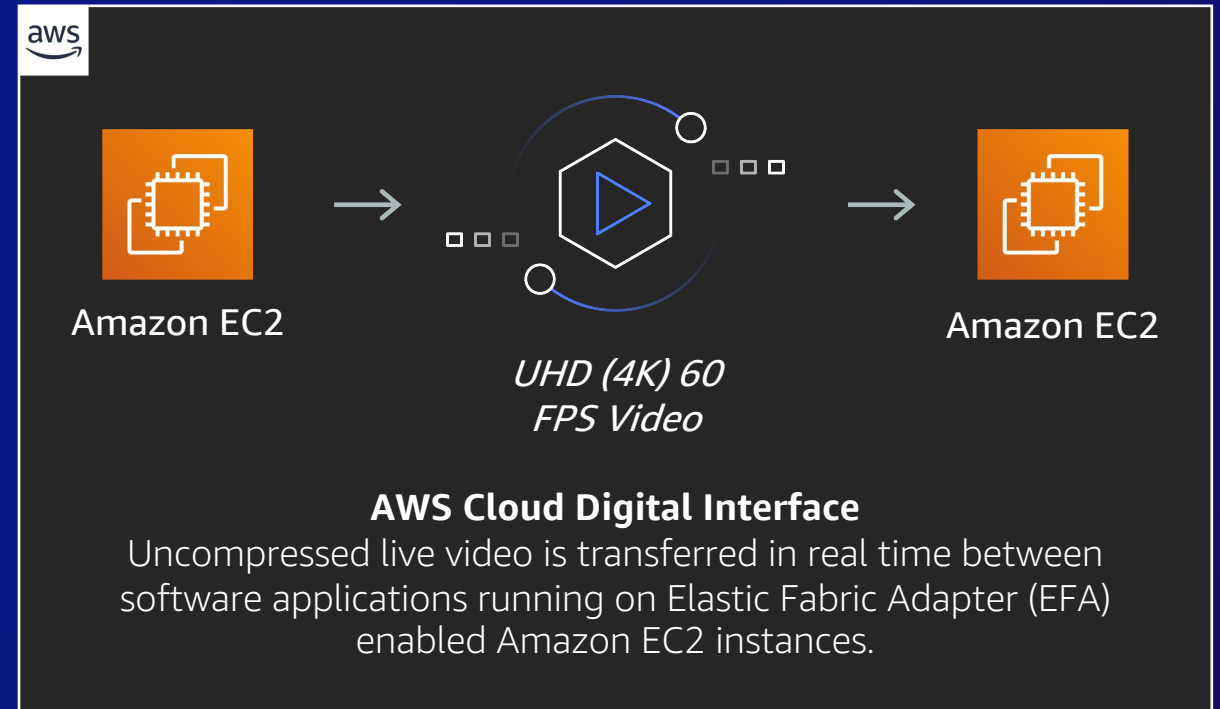 aws
Amazon EC2
Amazon EC2
UHD (4K) 60
FPS Video
AWS Cloud Digital Interface
Uncompressed live video is transferred in real time between
software applications running on Elastic Fabric Adapter (EFA)
enabled Amazon EC2 instances.